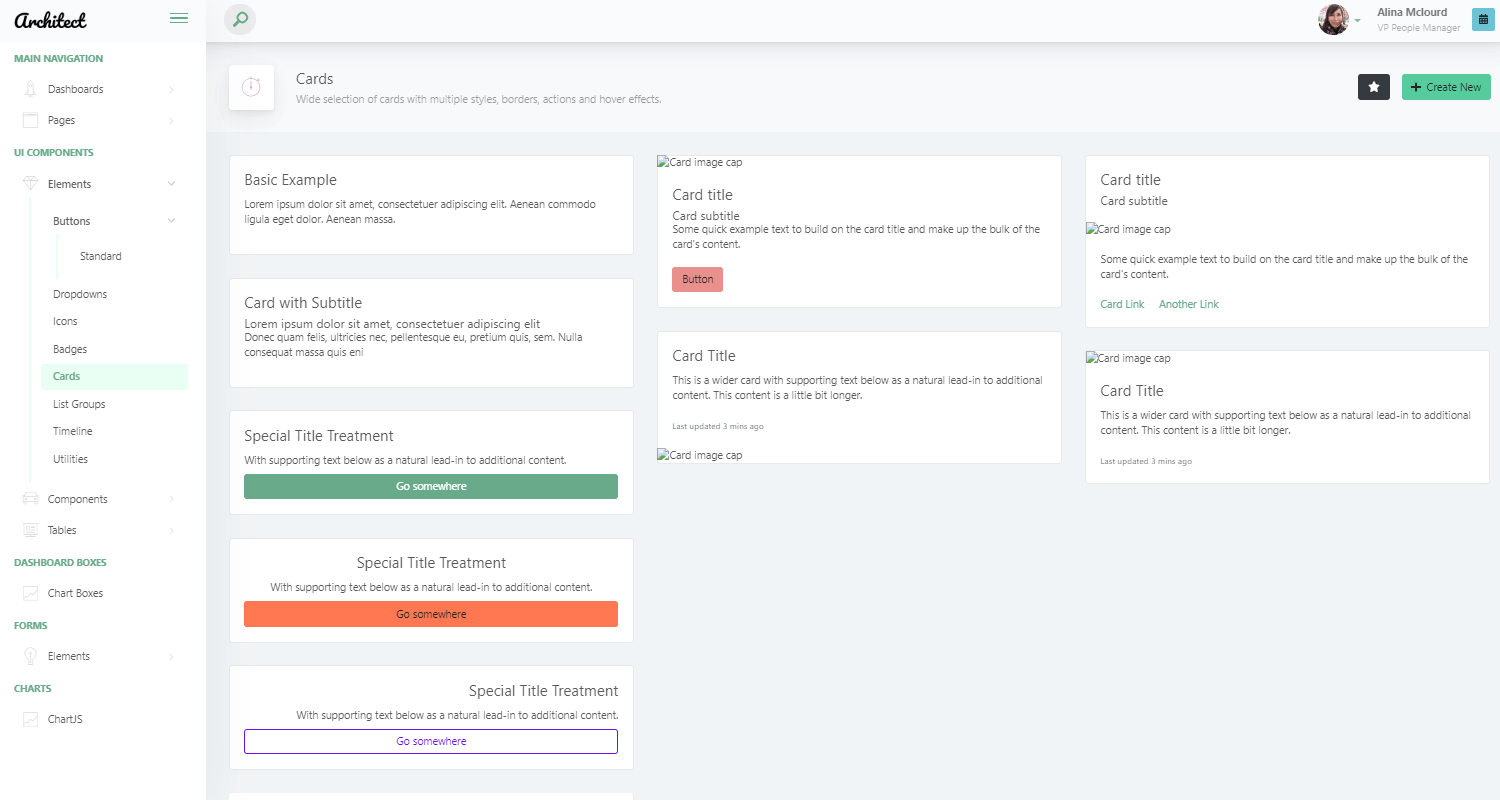 Architect
Alina Mclourd
VP People Manager
MAIN NAVIGATION
Dashboards
Pages
UI COMPONENTS
Elements
Buttons
Standard
Dropdowns
Icons
Badges
Cards
List Groups
Timeline
Utilities
Components
Tables
DASHBOARD BOXES
Chart Boxes
FORMS
Elements
CHARTS
ChartJS
Cards
Wide selection of cards with multiple styles, borders, actions and hover effects.
Create New
Basic Example
Lorem ipsum dolor sit amet, consectetuer adipiscing elit. Aenean commodo
ligula eget dolor. Aenean massa.
Card with Subtitle
Lorem ipsum dolor sit amet, consectetuer adipiscing elit
Donec quam felis, ultricies nec, pellentesque eu, pretium quis, sem. Nulla
consequat massa quis eni
Special Title Treatment
With supporting text below as a natural lead-in to additional content.
Go somewhere
Special Title Treatment
With supporting text below as a natural lead-in to additional content.
Go somewhere
Special Title Treatment
With supporting text below as a natural lead-in to additional content.
Go somewhere
Card image cap
Card title
Card subtitle
Some quick example text to build on the card title and make up the bulk of the
card's content.
Button
Card Title
This is a wider card with supporting text below as a natural lead-in to additional
content. This content is a little bit longer.
Last updated 3 mins ago
Card image cap
Card title
Card subtitle
Card image cap
Some quick example text to build on the card title and make up the bulk of the
card's content.
Card Link Another Link
Card image cap
Card Title
This is a wider card with supporting text below as a natural lead-in to additional
content. This content is a little bit longer.
Last updated 3 mins ago